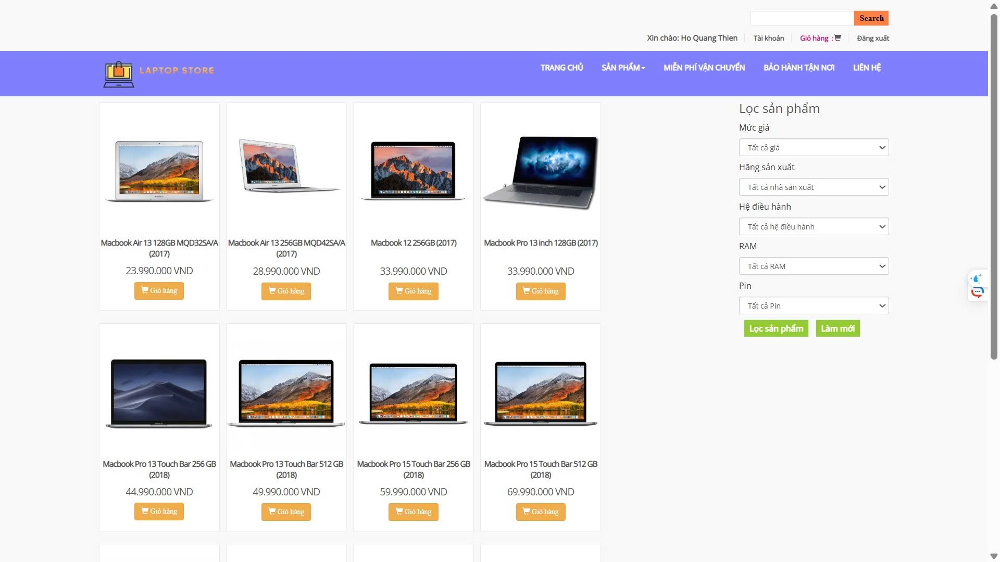 Search
Xin chào: Ho Quang Thien
Tài khoản
Giỏ hàng :
Đăng xuất
LAPTOP STORE
TRANG CHỦ
SẢN PHẨM
MIỄN PHÍ VẬN CHUYỂN
BẢO HÀNH TẬN NƠI
LIÊN HỆ
Macbook Air 13 128GB MQD32SA/A
(2017)
23.990.000 VND
Giỏ hàng
Macbook Air 13 256GB MQD42SA/A
(2017)
28.990.000 VND
Giỏ hàng
Macbook 12 256GB (2017)
33.990.000 VND
Giỏ hàng
Macbook Pro 13 inch 128GB (2017)
33.990.000 VND
Giỏ hàng
Macbook Pro 13 Touch Bar 256 GB
(2018)
44.990.000 VND
Giỏ hàng
Macbook Pro 13 Touch Bar 512 GB
(2018)
49.990.000 VND
Giỏ hàng
Macbook Pro 15 Touch Bar 256 GB
(2018)
59.990.000 VND
Giỏ hàng
Macbook Pro 15 Touch Bar 512 GB
(2018)
69.990.000 VND
Giỏ hàng
Lọc sản phẩm
Mức giá
Tất cả giá
Hãng sản xuất
Tất cả nhà sản xuất
Hệ điều hành
Tất cả hệ điều hành
RAM
Tất cả RAM
Pin
Tất cả Pin
Lọc sản phẩm
Làm mới